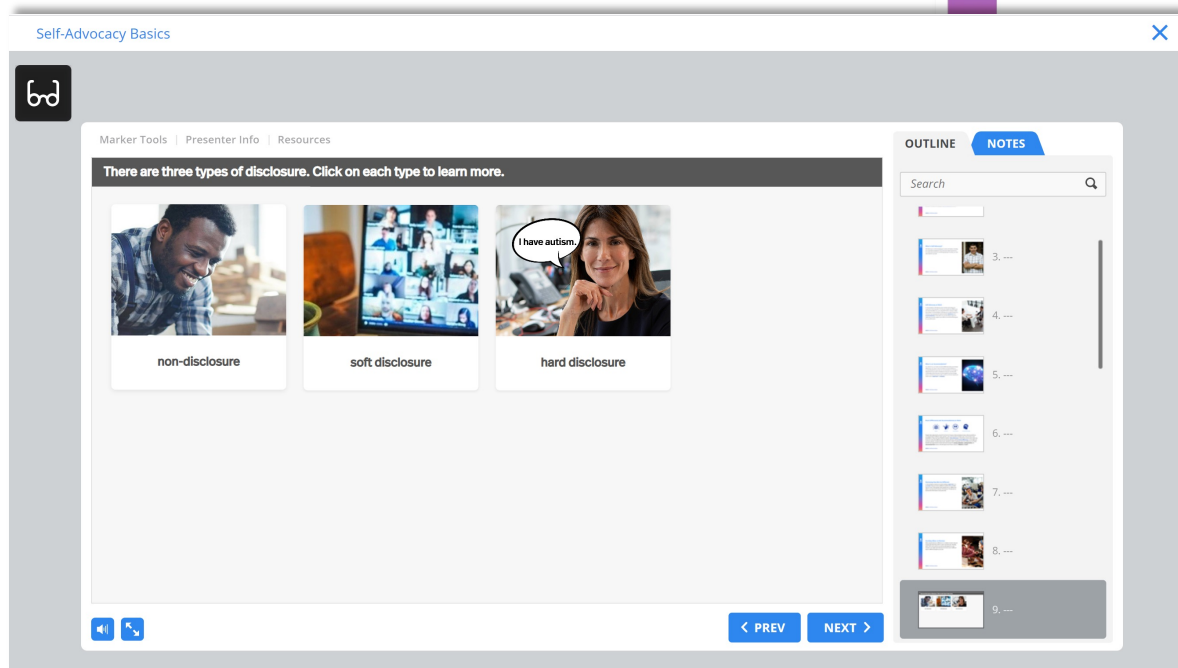 Self-Advocacy Basics
Marker Tools | Presenter Info | Resources
OUTLINE
NOTES
There are three types of disclosure. Click on each type to learn more.
Search
I have autism.
non-disclosure
soft disclosure
hard disclosure
3. ---
4. ---
5. ---
6. ---
7. ---
8. ---
9. ---
PREV
NEXT